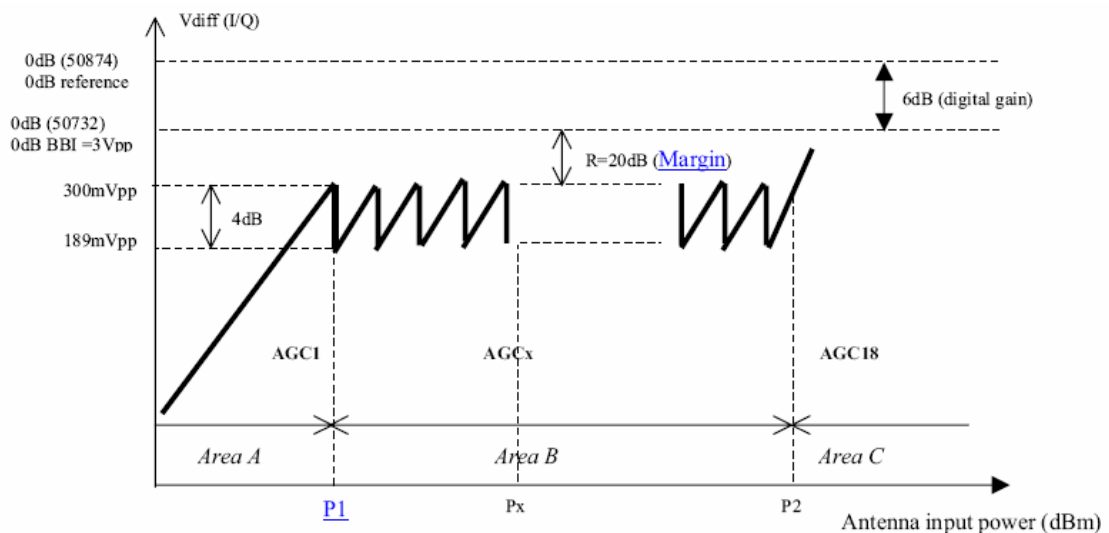 Vdiff (I/Q)
0dB (50874)
0dB reference
6dB (digital gain)
0dB (50732)
0dB BBI =3Vpp
R=20dB (Margin)
300mVpp
4dB
189mVpp
AGC1
AGCx
AGC18
Area A
Area B
Area C
P1
Px
P2
Antenna input power (dBm)